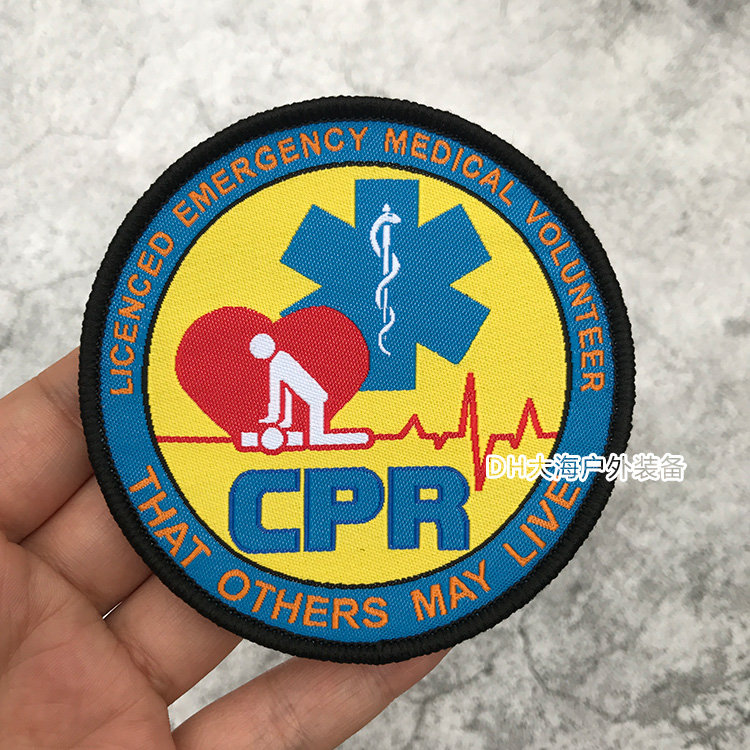 LICENCED EMERGENCY MEDICAL VOLUNTEER
CPR
THAT OTHERS MAY LIVE
DH大海户外装备